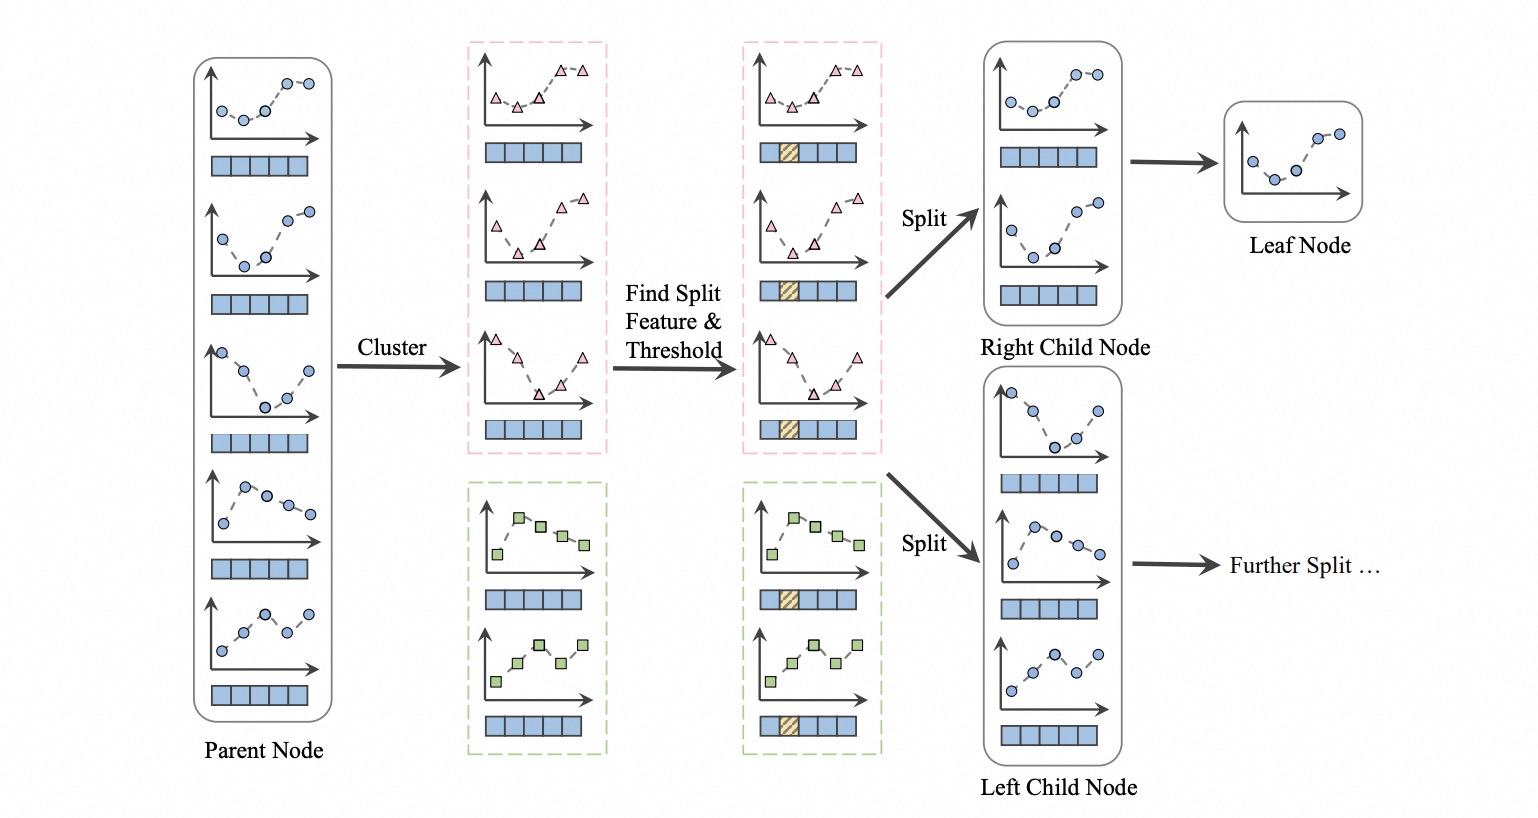 Cluster
Find Split
Feature &
Threshold
Split
Split
Parent Node
Right Child Node
Left Child Node
Leaf Node
Further Split …